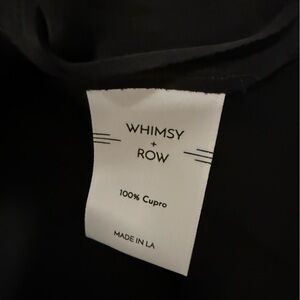 WHIMSY
+
ROW
100% Cupro
MADE IN LA